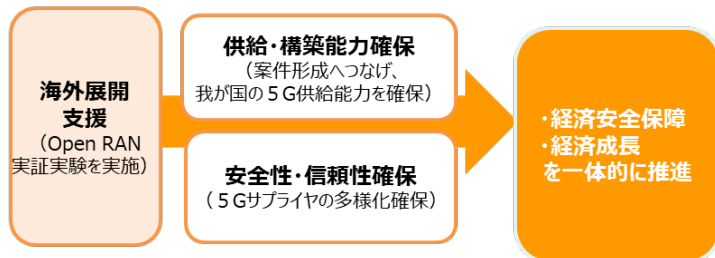 海外展開
支援
（Open RAN
実証実験を実施）
供給・構築能力確保
（案件形成へつなげ、
我が国の５G供給能力を確保）
安全性・信頼性確保
（５Gサプライヤの多様化確保）
・経済安全保障
・経済成長
を一体的に推進